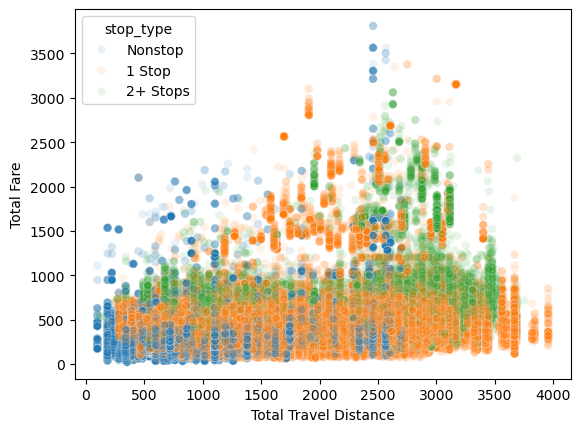 stop_type
Nonstop
1 Stop
2+ Stops
Total Fare
3500
3000
2500
2000
1500
1000
500
0
0 500 1000 1500 2000 2500 3000 3500 4000
Total Travel Distance